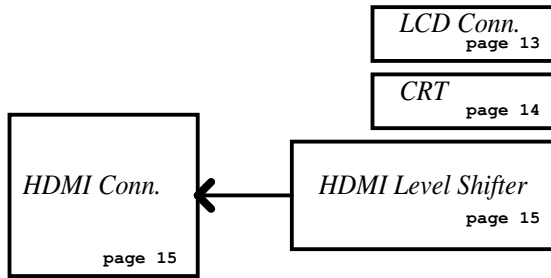 LCD Conn.
page 13
CRT
page 14
HDMI Conn.
page 15
HDMI Level Shifter
page 15